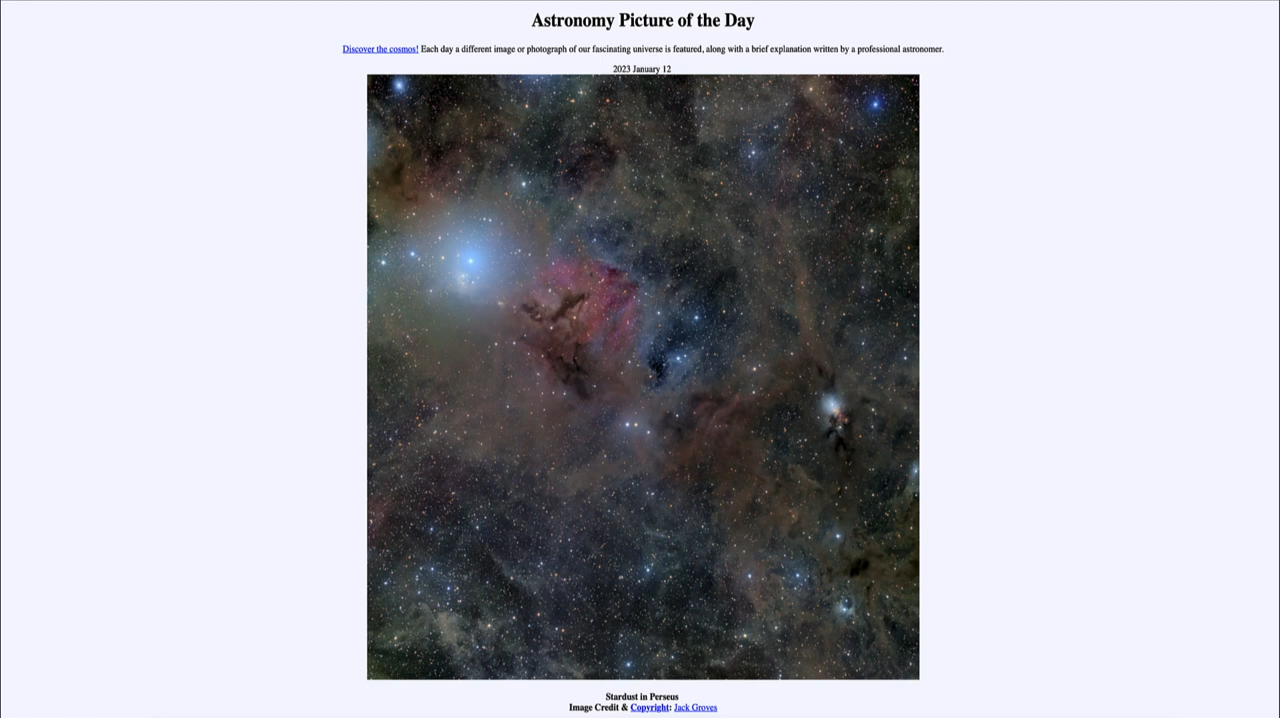 Astronomy Picture of the Day
Discover the cosmos! Each day a different image or photograph of our fascinating universe is featured, along with a brief explanation written by a professional astronomer.
2023 January 12
Stardust in Perseus
Image Credit & Copyright: Jack Groves